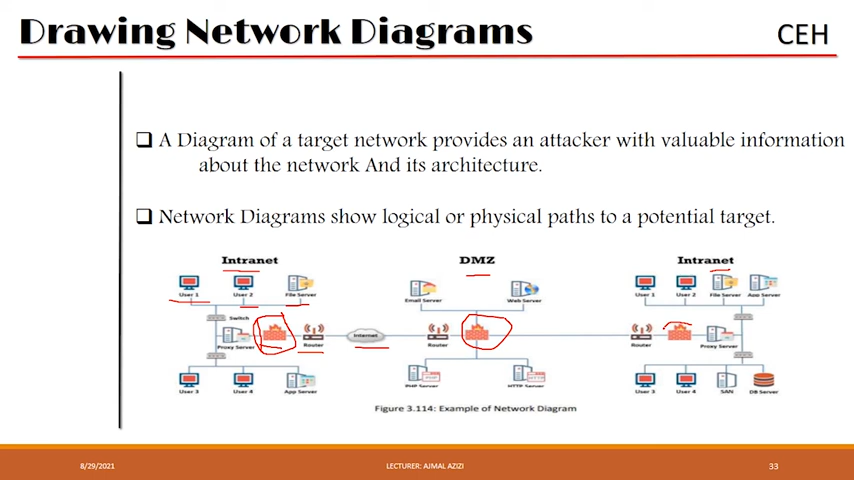 Drawing Network Diagrams
CEH
❑ A Diagram of a target network provides an attacker with valuable information
about the network And its architecture.
❑ Network Diagrams show logical or physical paths to a potential target.
Intranet
DMZ
Intranet
User 1
User 2
File Server
Email Server
Web Server
User 1
User 2
File Server
App Server
Switch
Proxy Server
Router
Internet
Router
Router
Proxy Server
User 3
User 4
App Server
PHP
PHP Server
HTTP
HTTP Server
User 3
User 4
SAN
DB Server
Figure 3.114: Example of Network Diagram
8/29/2021
LECTURER: AJMAL AZIZI
33